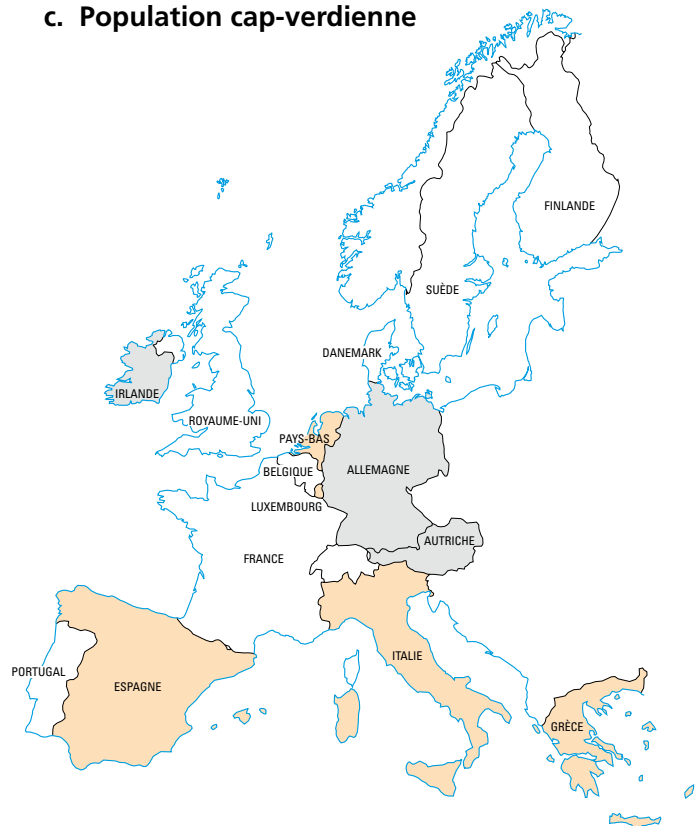 c. Population cap-verdienne
FINLANDE
SUÈDE
DANEMARK
IRLANDE
ROYAUME-UNI
PAYS-BAS
BELGIQUE
ALLEMAGNE
LUXEMBOURG
AUTRICHE
FRANCE
ITALIE
PORTUGAL
ESPAGNE
GRÈCE